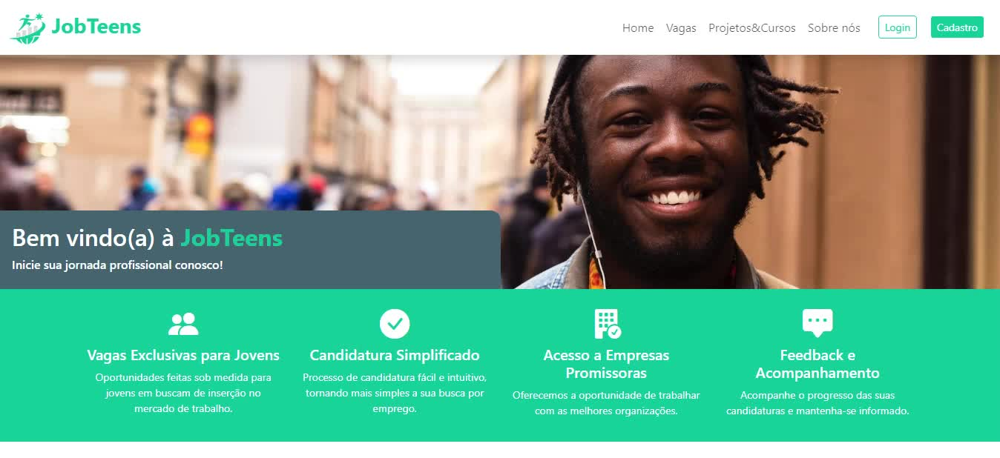 JobTeens
Home Vagas Projetos&Cursos Sobre nós Login Cadastro
Bem vindo(a) à JobTeens
Inicie sua jornada profissional conosco!
Vagas Exclusivas para Jovens
Oportunidades feitas sob medida para
jovens em buscam de inserção no
mercado de trabalho.
Candidatura Simplificado
Processo de candidatura fácil e intuitivo,
tornando mais simples a sua busca por
emprego.
Acesso a Empresas
Promissoras
Oferecemos a oportunidade de trabalhar
com as melhores organizações.
Feedback e
Acompanhamento
Acompanhe o progresso das suas
candidaturas e mantenha-se informado.